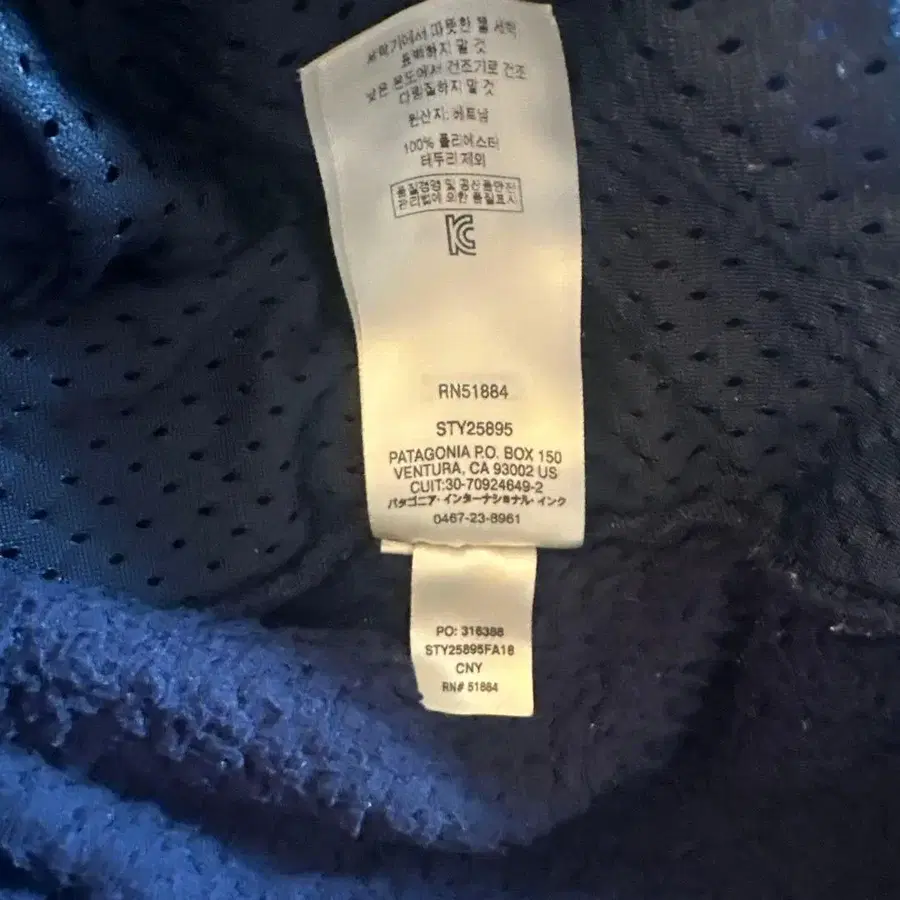 세탁기에서 따뜻한 물 세탁
표백하지 말 것
낮은 온도에서 건조기로 건조
다림질하지 말 것
원산지: 베트남
100% 폴리에스터
테두리 제외
품질경영 및 공산품안전
관리법에 의한 품질표시
KC
RN51884
STY25895
PATAGONIA P.O. BOX 150
VENTURA, CA 93002 US
CUIT:30-70924649-2
パタゴニア・インターナショナル・インク
0467-23-8961
PO: 316388
STY25895FA18
CNY
RN# 51884